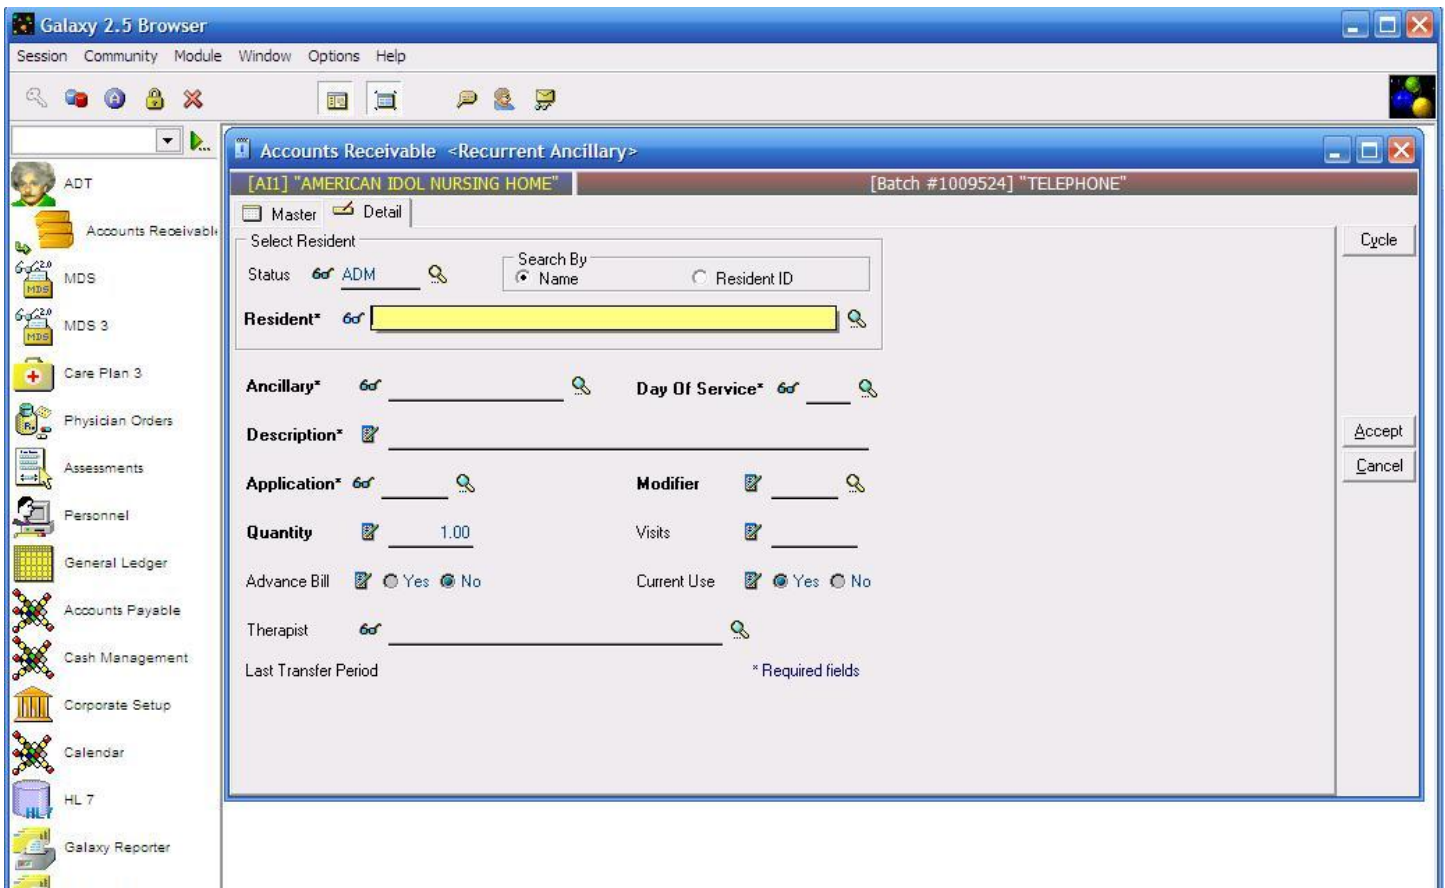 Galaxy 2.5 Browser
Session Community Module Window Options Help
Accounts Receivable <Recurrent Ancillary>
[AI1] "AMERICAN IDOL NURSING HOME" [Batch #1009524] "TELEPHONE"
Master Detail
Select Resident
Status ADM
Search By
Name Resident ID
Resident*
Ancillary* Day Of Service*
Description*
Application* Modifier
Quantity 1.00 Visits
Advance Bill Yes No Current Use Yes No
Therapist
Last Transfer Period * Required fields
Cycle
Accept
Cancel
ADT
Accounts Receivabl
MDS
MDS 3
Care Plan 3
Physician Orders
Assessments
Personnel
General Ledger
Accounts Payable
Cash Management
Corporate Setup
Calendar
HL 7
Galaxy Reporter